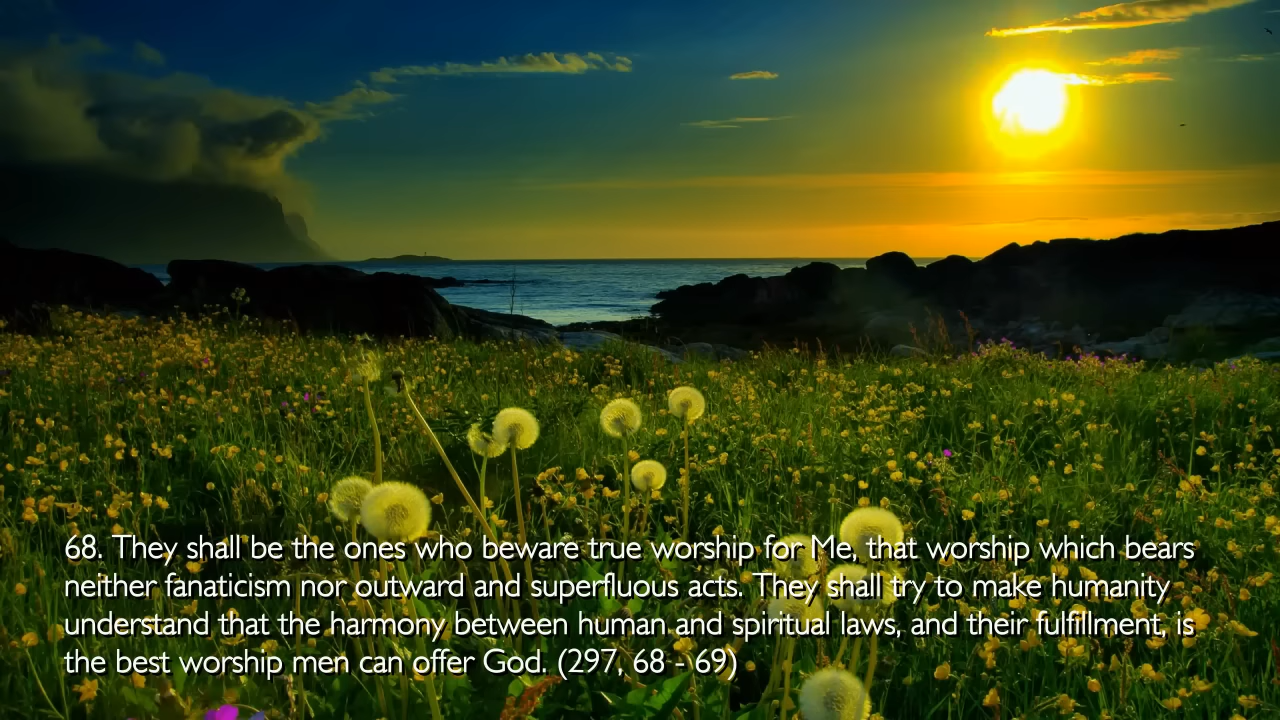 68. They shall be the ones who beware true worship for Me, that worship which bears
neither fanaticism nor outward and superfluous acts. They shall try to make humanity
understand that the harmony between human and spiritual laws, and their fulfillment, is
the best worship men can offer God. (297, 68 - 69)